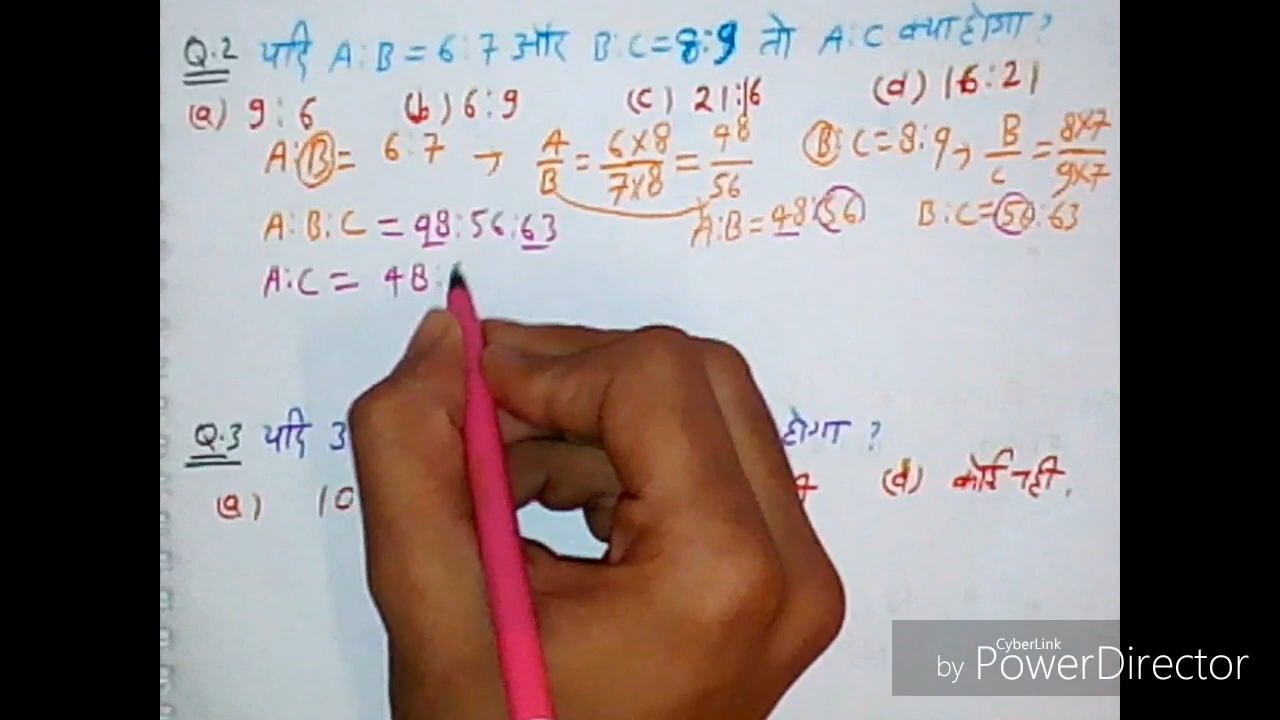 Q.2 यदि A:B = 6:7 और B:C = 8:9 तो A:C क्या होगा ?
(a) 9:6 (b) 6:9 (c) 21:16 (d) 16:21
A:B = 6:7 → A/B = 6×8/7×8 = 48/56 B:C = 8:9 → B/C = 8×7/9×7
A:B:C = 48:56:63 A:B = 48:56 B:C = 56:63
A:C = 48:
Q.3 यदि 3 होगा ?
(a) 10 (d) कोई नही.
CyberLink
by PowerDirector